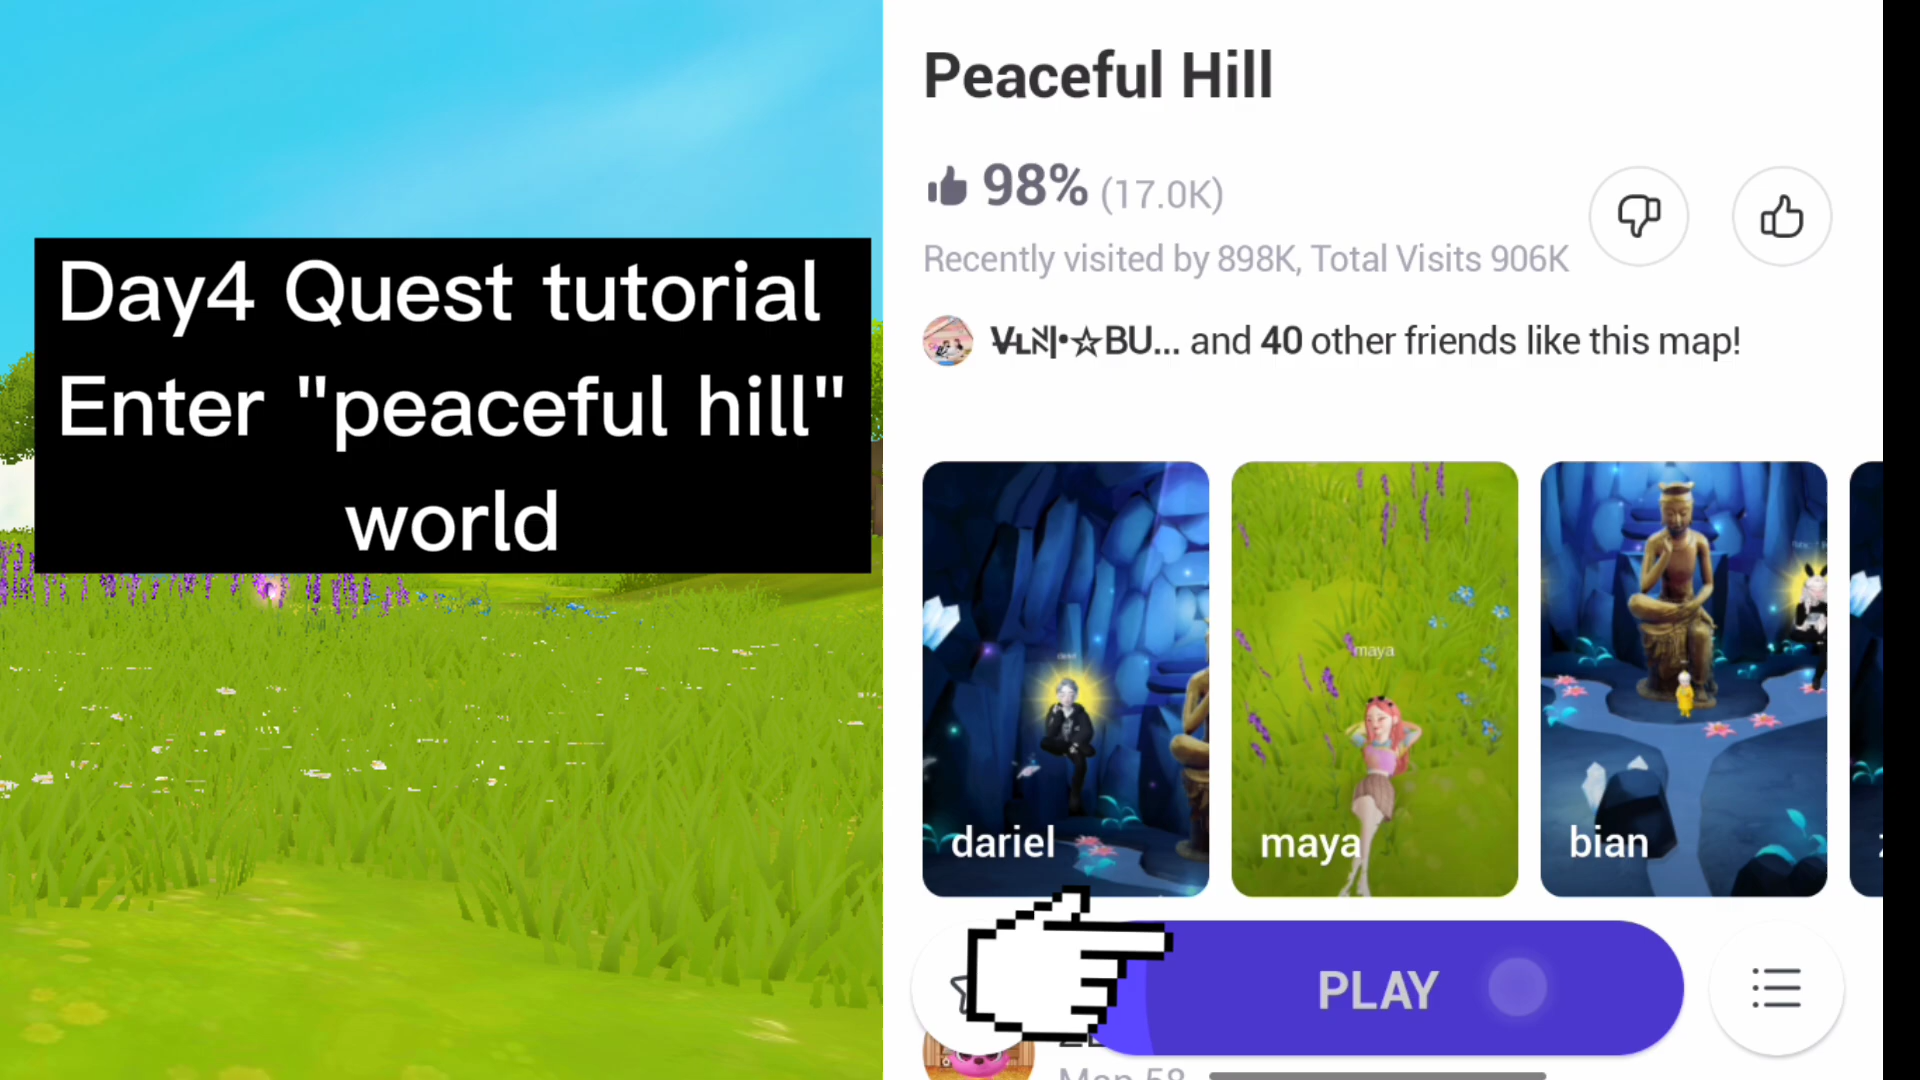 Day4 Quest tutorial
Enter "peaceful hill"
world
Peaceful Hill
98% (17.0K)
Recently visited by 898K, Total Visits 906K
and 40 other friends like this map!
maya
dariel
maya
bian
PLAY